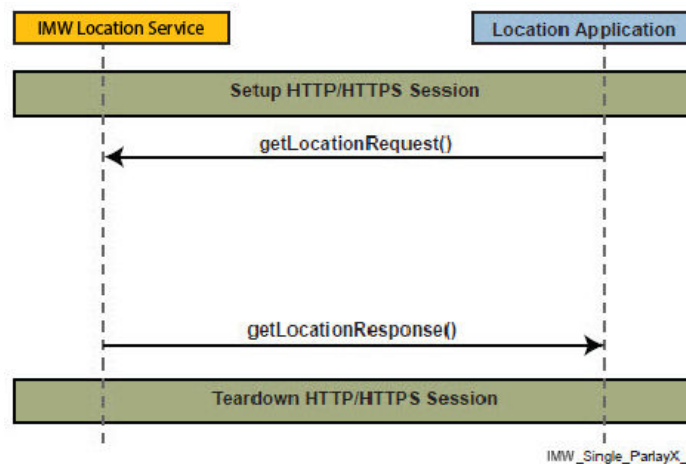 IMW Location Service
Location Application
Setup HTTP/HTTPS Session
getLocationRequest()
getLocationResponse()
Teardown HTTP/HTTPS Session
IMW_Single_ParlayX_